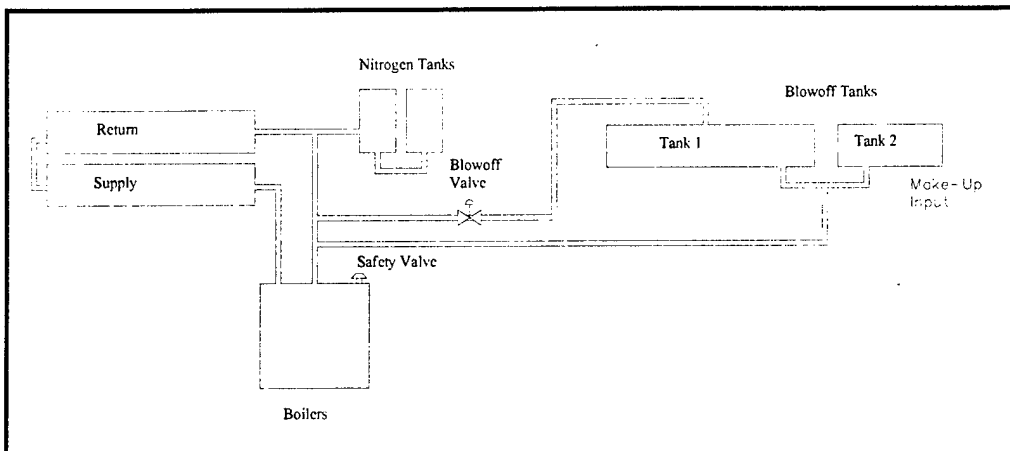 Nitrogen Tanks
Blowoff Tanks
Return
Tank 1
Tank 2
Blowoff
Valve
Supply
Make-Up
Input
Safety Valve
Boilers